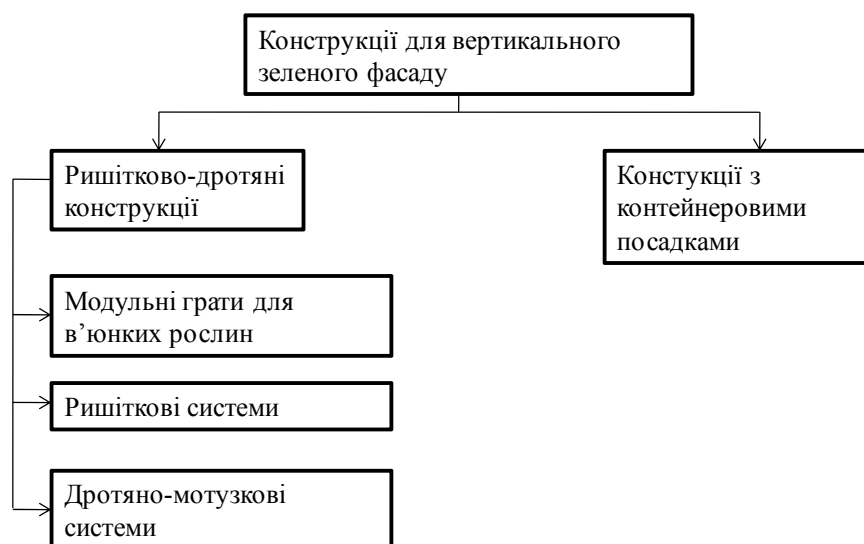 Конструкції для вертикального
зеленого фасаду
Ришітково-дротяні
конструкції
Констукції з
контейнеровими
посадками
Модульні грати для
в’юнких рослин
Ришіткові системи
Дротяно-мотузкові
системи